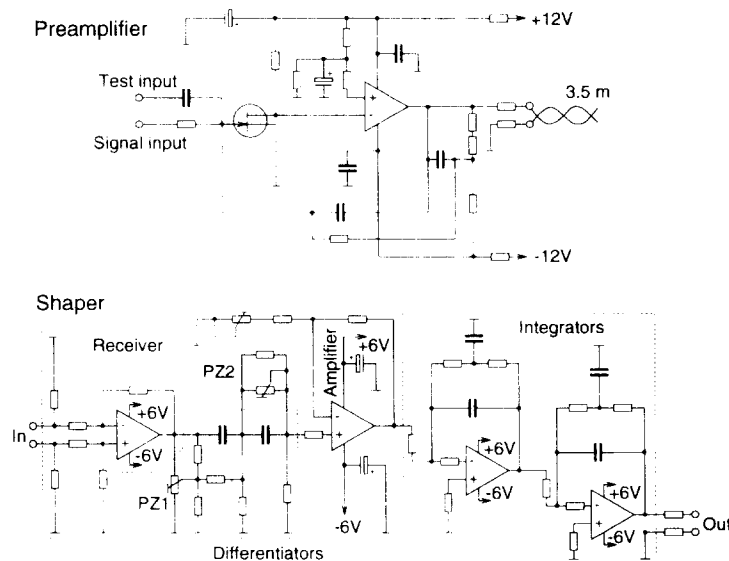 Preamplifier
+12V
Test input
3.5 m
Signal input
-12V
Shaper
Receiver
Integrators
PZ2
Amplifier
+6V
+6V
In
-6V
+6V
-6V
PZ1
+6V
-6V
Out
-6V
Differentiators